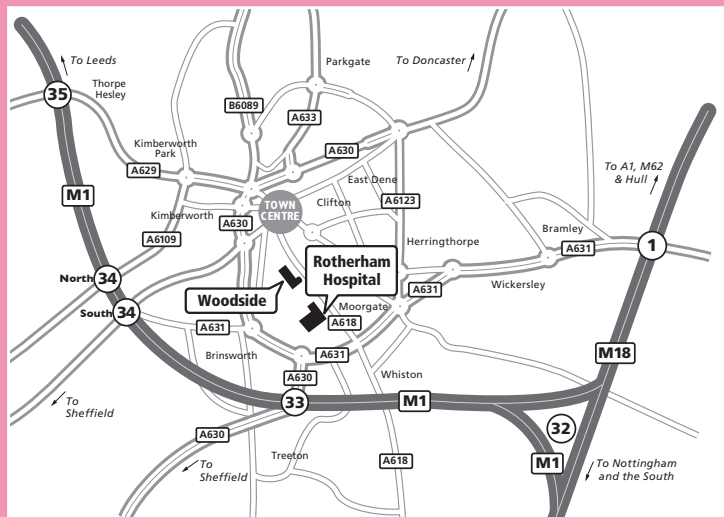 To Leeds
Parkgate
To Doncaster
Thorpe
Hesley
35
B6089
A633
Kimberworth
Park
A630
To A1, M62
& Hull
A629
East Dene
M1
TOWN
CENTRE
Clifton
A6123
Kimberworth
A630
Bramley
A6109
Herringthorpe
A631
1
Rotherham
Hospital
North
34
Wickersley
Woodside
A631
South
34
Moorgate
A618
A631
Brinsworth
A631
M18
Whiston
A630
33
M1
To
Sheffield
32
A630
To
Sheffield
Treeton
A618
M1
To Nottingham
and the South